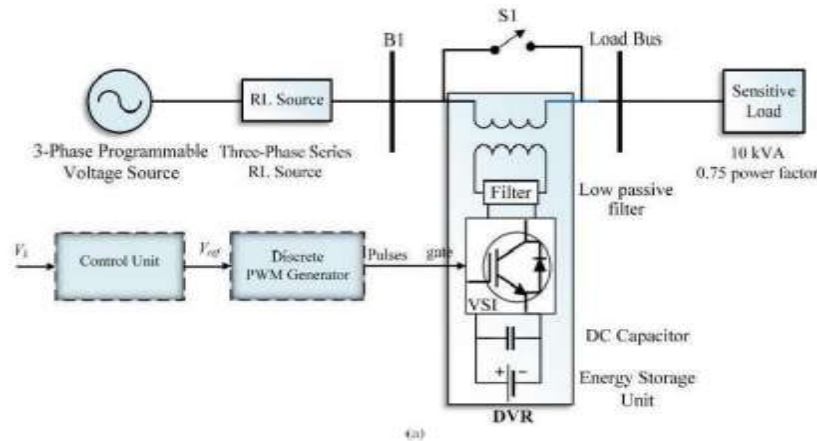 S1
B1
Load Bus
RL Source
Sensitive
Load
3-Phase Programmable
Voltage Source
Three-Phase Series
RL Source
10 kVA
0.75 power factor
Filter
Low passive
filter
Vs
Control Unit
Vref
Discrete
PWM Generator
Pulses
gate
VSI
DC Capacitor
+ −
Energy Storage
Unit
DVR
(a)